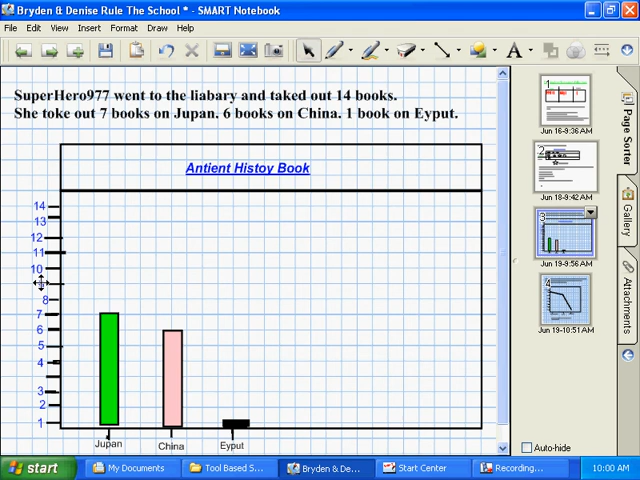 Bryden & Denise Rule The School * - SMART Notebook
File Edit View Insert Format Draw Help
SuperHero977 went to the liabary and taked out 14 books.
She toke out 7 books on Jupan. 6 books on China. 1 book on Eyput.
Antient Histoy Book
14
13
12
11
10
8
7
6
5
4
3
2
1
Jupan China Eyput
1
Jun 16-9:36 AM
2
Jun 18-9:42 AM
3
Jun 19-9:56 AM
4
Jun 19-10:51 AM
Page Sorter
Gallery
Attachments
Auto-hide
start My Documents Tool Based S... Bryden & De... Start Center Recording... 10:00 AM